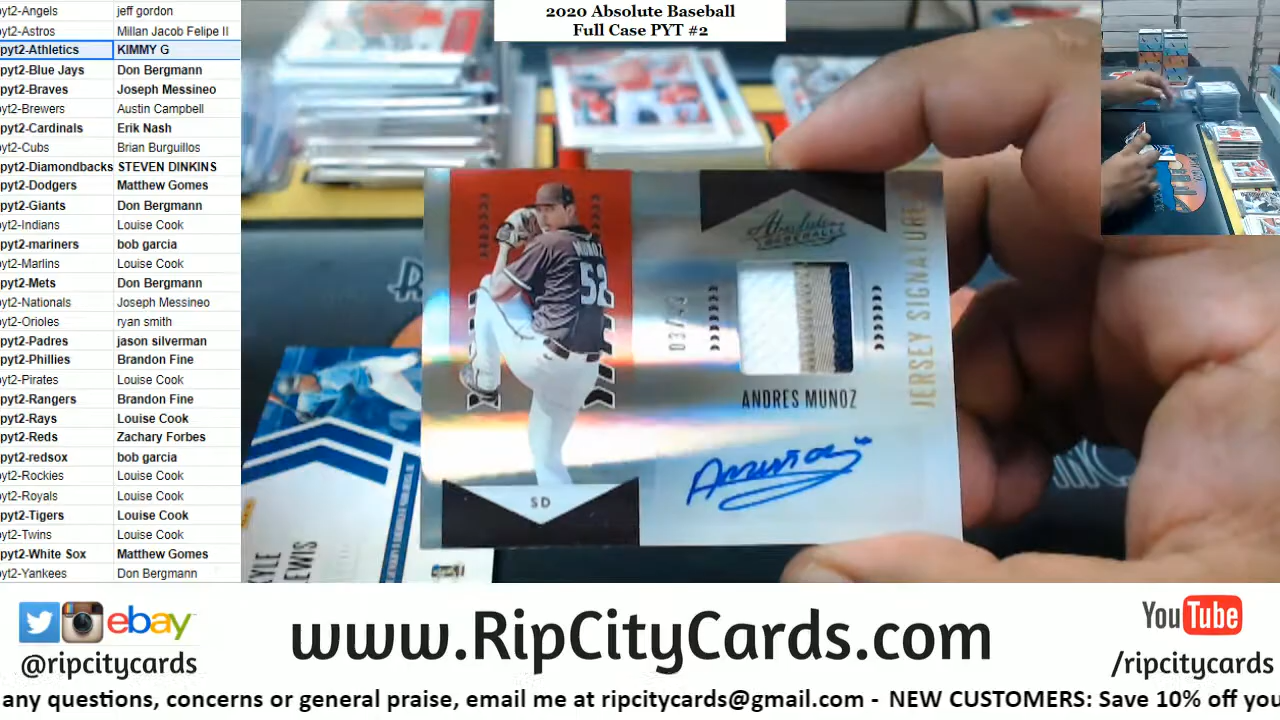 2020 Absolute Baseball
Full Case PYT #2
pyt2-Angels jeff gordon
pyt2-Astros Millan Jacob Felipe II
pyt2-Athletics KIMMY G
pyt2-Blue Jays Don Bergmann
pyt2-Braves Joseph Messineo
pyt2-Brewers Austin Campbell
pyt2-Cardinals Erik Nash
pyt2-Cubs Brian Burguillos
pyt2-Diamondbacks STEVEN DINKINS
pyt2-Dodgers Matthew Gomes
pyt2-Giants Don Bergmann
pyt2-Indians Louise Cook
pyt2-mariners bob garcia
pyt2-Marlins Louise Cook
pyt2-Mets Don Bergmann
pyt2-Nationals Joseph Messineo
pyt2-Orioles ryan smith
pyt2-Padres jason silverman
pyt2-Phillies Brandon Fine
pyt2-Pirates Louise Cook
pyt2-Rangers Brandon Fine
pyt2-Rays Louise Cook
pyt2-Reds Zachary Forbes
pyt2-redsox bob garcia
pyt2-Rockies Louise Cook
pyt2-Royals Louise Cook
pyt2-Tigers Louise Cook
pyt2-Twins Louise Cook
pyt2-White Sox Matthew Gomes
pyt2-Yankees Don Bergmann
MUNOZ
52
SD
Absolute
BASEBALL
JERSEY SIGNATURE
ANDRES MUNOZ
KYLE
LEWIS
ebay
@ripcitycards
www.RipCityCards.com
YouTube
/ripcitycards
any questions, concerns or general praise, email me at ripcitycards@gmail.com - NEW CUSTOMERS: Save 10% off you